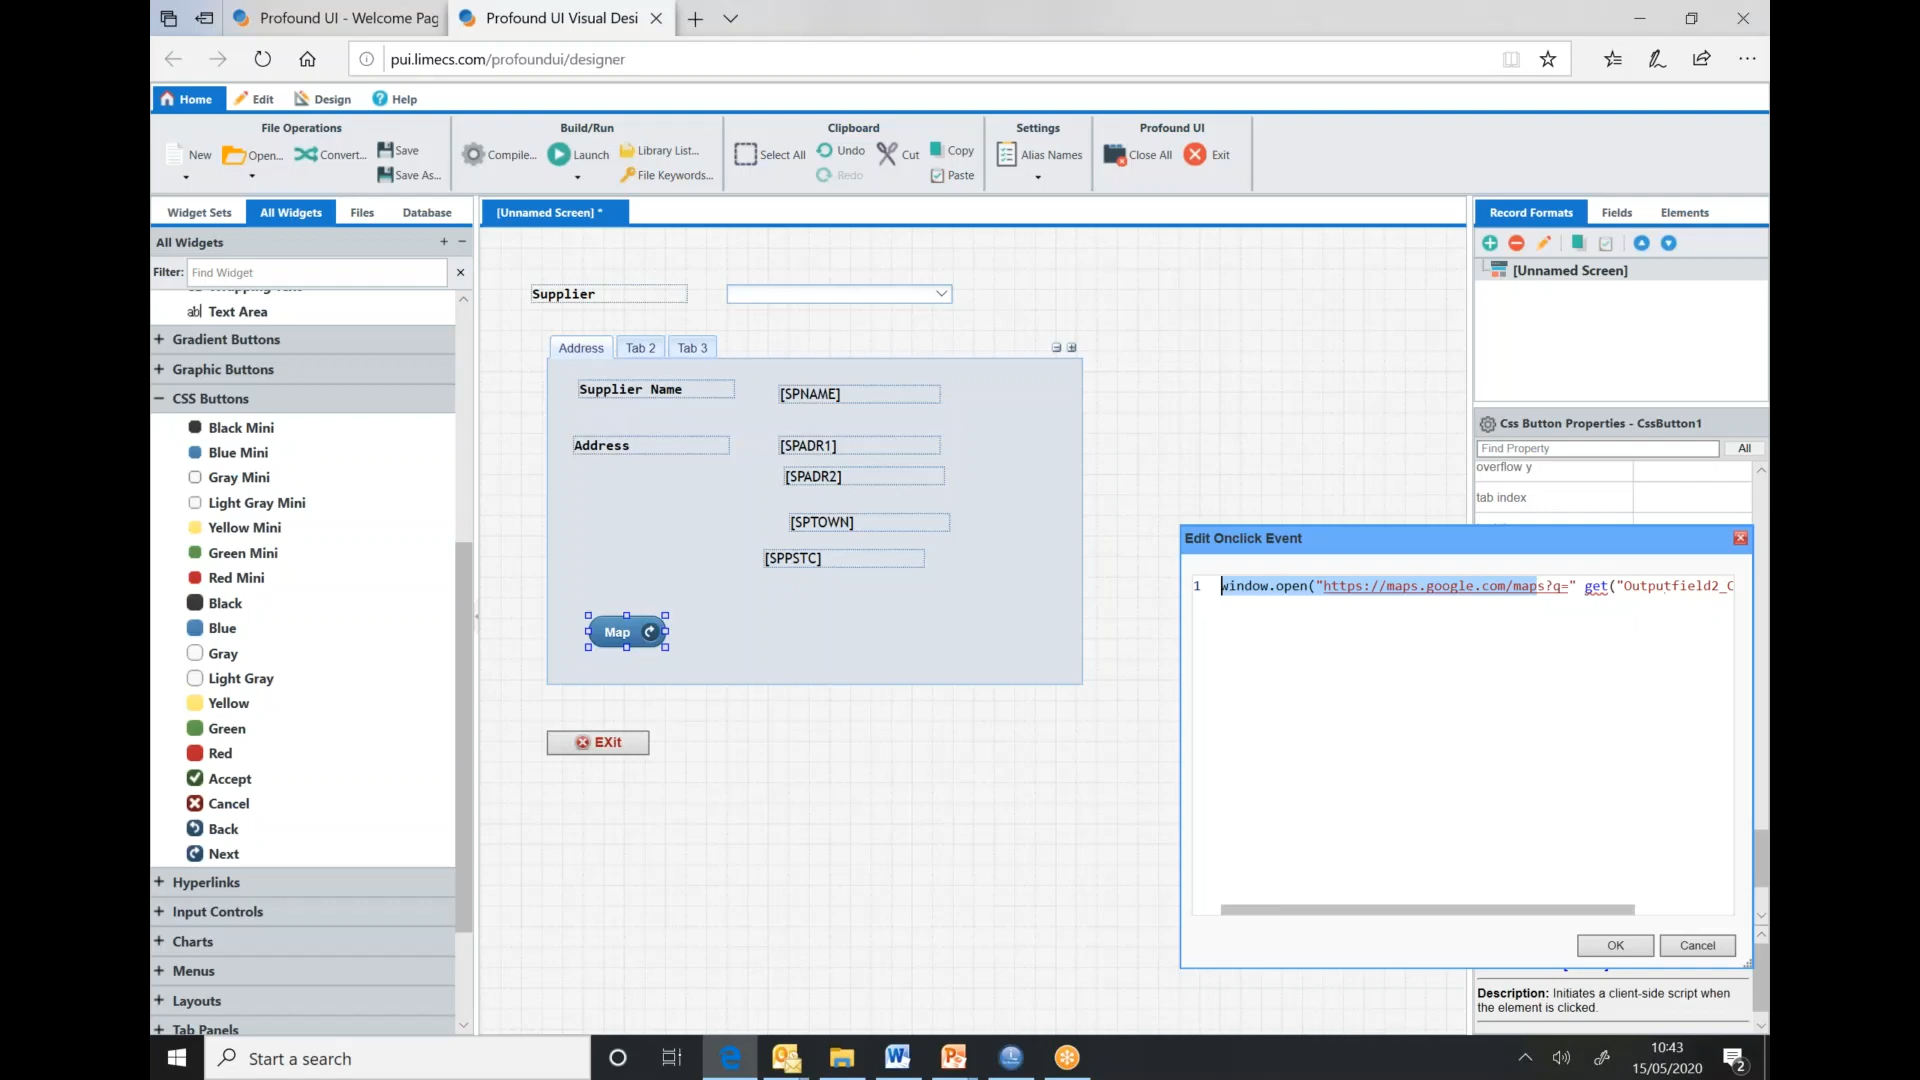 Profound UI - Welcome Pag
Profound UI Visual Desi
pui.limecs.com/profoundui/designer
Home
Edit
Design
Help
File Operations
Build/Run
Clipboard
Settings
Profound UI
New
Open...
Convert...
Save
Save As...
Compile...
Launch
Library List...
File Keywords...
Select All
Undo
Redo
Cut
Copy
Paste
Alias Names
Close All
Exit
Widget Sets
All Widgets
Files
Database
All Widgets
Filter:
Find Widget
ab| Text Area
Gradient Buttons
Graphic Buttons
CSS Buttons
Black Mini
Blue Mini
Gray Mini
Light Gray Mini
Yellow Mini
Green Mini
Red Mini
Black
Blue
Gray
Light Gray
Yellow
Green
Red
Accept
Cancel
Back
Next
Hyperlinks
Input Controls
Charts
Menus
Layouts
Tab Panels
[Unnamed Screen] *
Supplier
Address
Tab 2
Tab 3
Supplier Name
[SPNAME]
Address
[SPADR1]
[SPADR2]
[SPTOWN]
[SPPSTC]
Map
EXit
Record Formats
Fields
Elements
[Unnamed Screen]
Css Button Properties - CssButton1
Find Property
All
overflow y
tab index
Edit Onclick Event
1 window.open("https://maps.google.com/maps?q=" get("Outputfield2_C
OK
Cancel
Description: Initiates a client-side script when
the element is clicked.
Start a search
10:43
15/05/2020
2